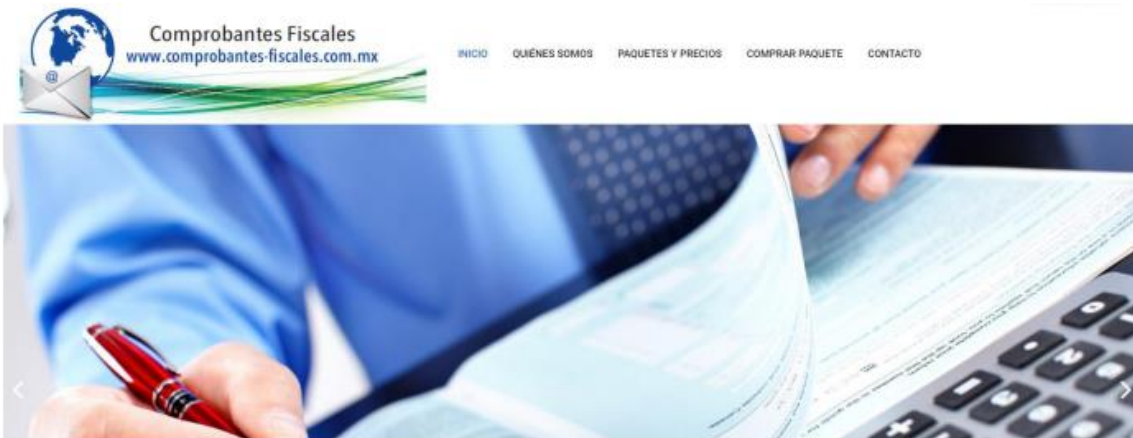 Comprobantes Fiscales
www.comprobantes-fiscales.com.mx
INICIO QUIÉNES SOMOS PAQUETES Y PRECIOS COMPRAR PAQUETE CONTACTO
@